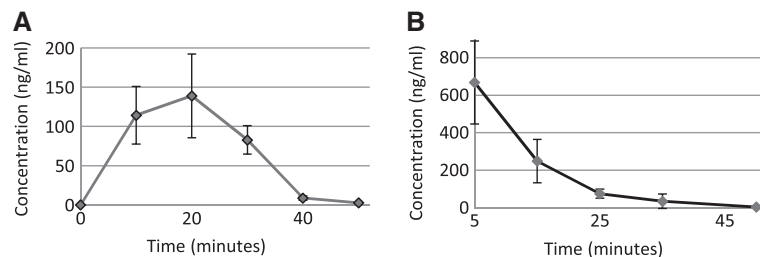 A
Concentration (ng/ml)
200
150
100
50
0
0
20
40
Time (minutes)
B
Concentration (ng/ml)
800
600
400
200
0
5
25
45
Time (minutes)